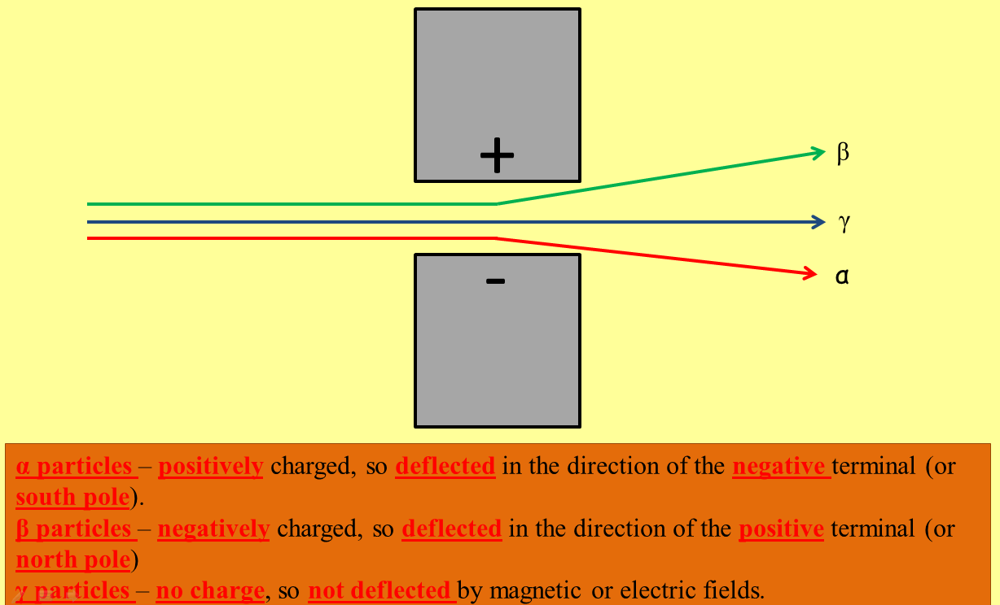 +
β
γ
α
-
α particles – positively charged, so deflected in the direction of the negative terminal (or
south pole).
β particles – negatively charged, so deflected in the direction of the positive terminal (or
north pole)
γ particles – no charge, so not deflected by magnetic or electric fields.